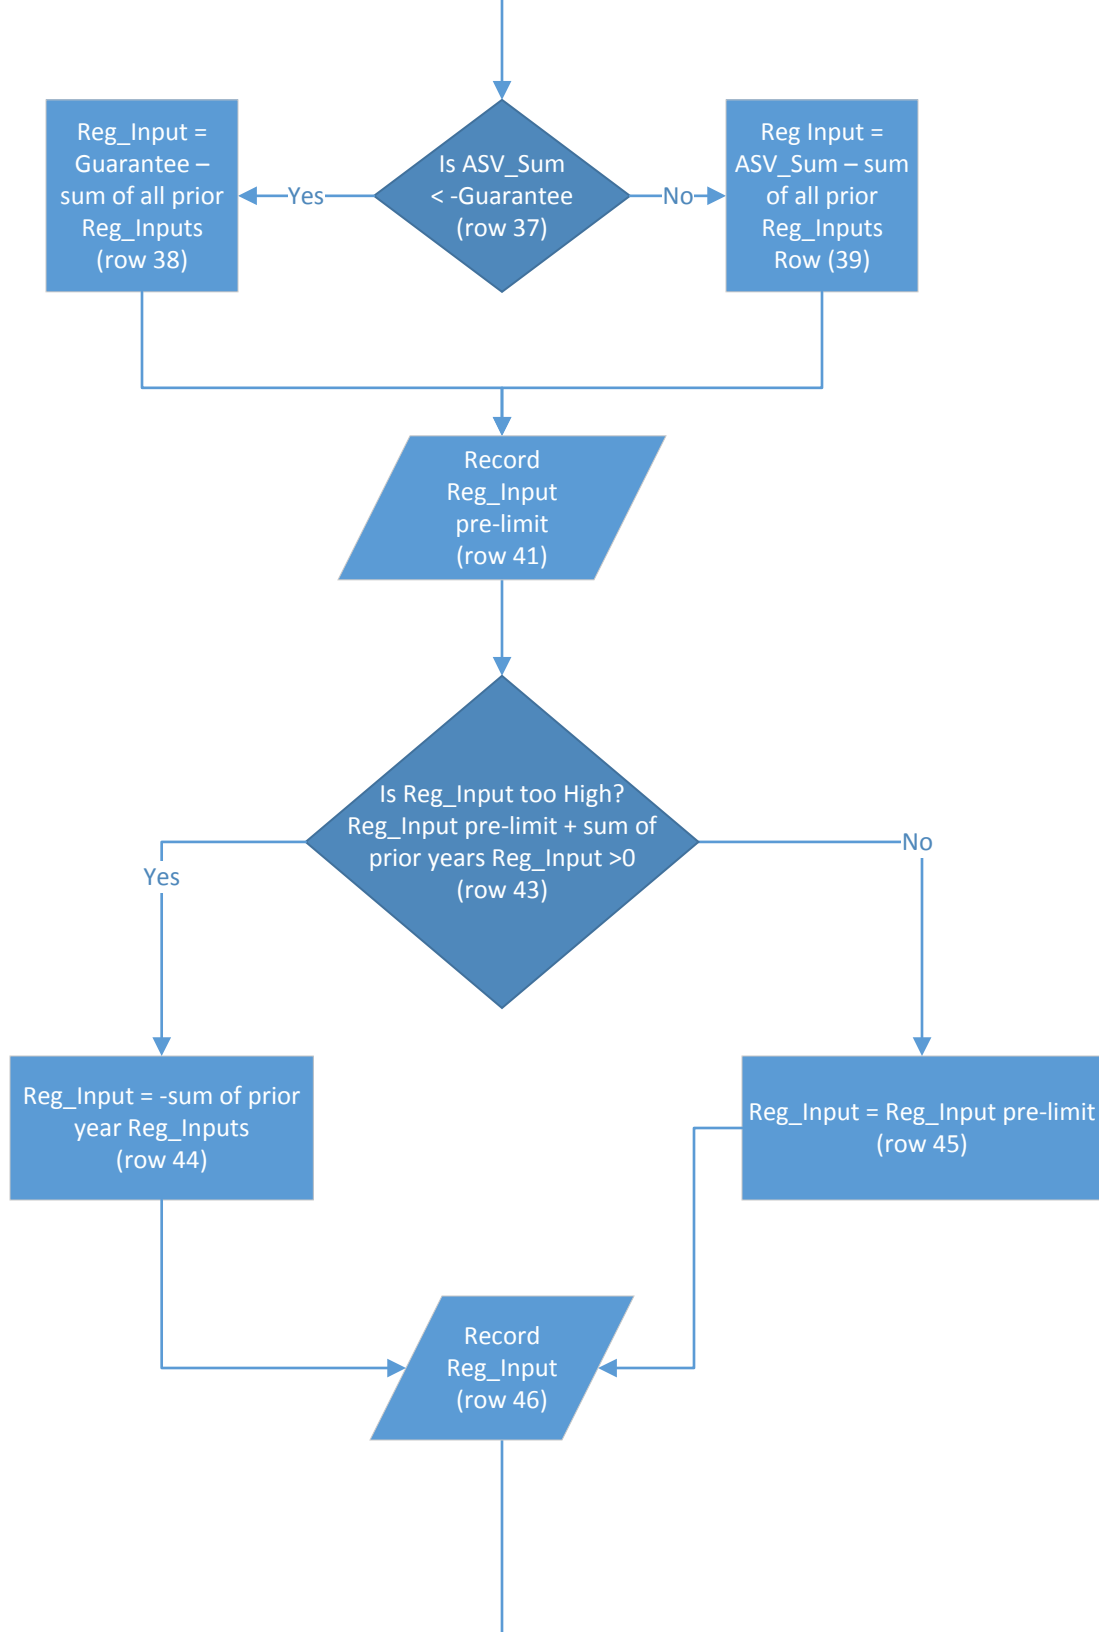 Reg_Input =
Guarantee –
sum of all prior
Reg_Inputs
(row 38)
Yes
Is ASV_Sum
< -Guarantee
(row 37)
No
Reg Input =
ASV_Sum – sum
of all prior
Reg_Inputs
Row (39)
Record
Reg_Input
pre-limit
(row 41)
Is Reg_Input too High?
Reg_Input pre-limit + sum of
prior years Reg_Input >0
(row 43)
Yes
No
Reg_Input = -sum of prior
year Reg_Inputs
(row 44)
Reg_Input = Reg_Input pre-limit
(row 45)
Record
Reg_Input
(row 46)